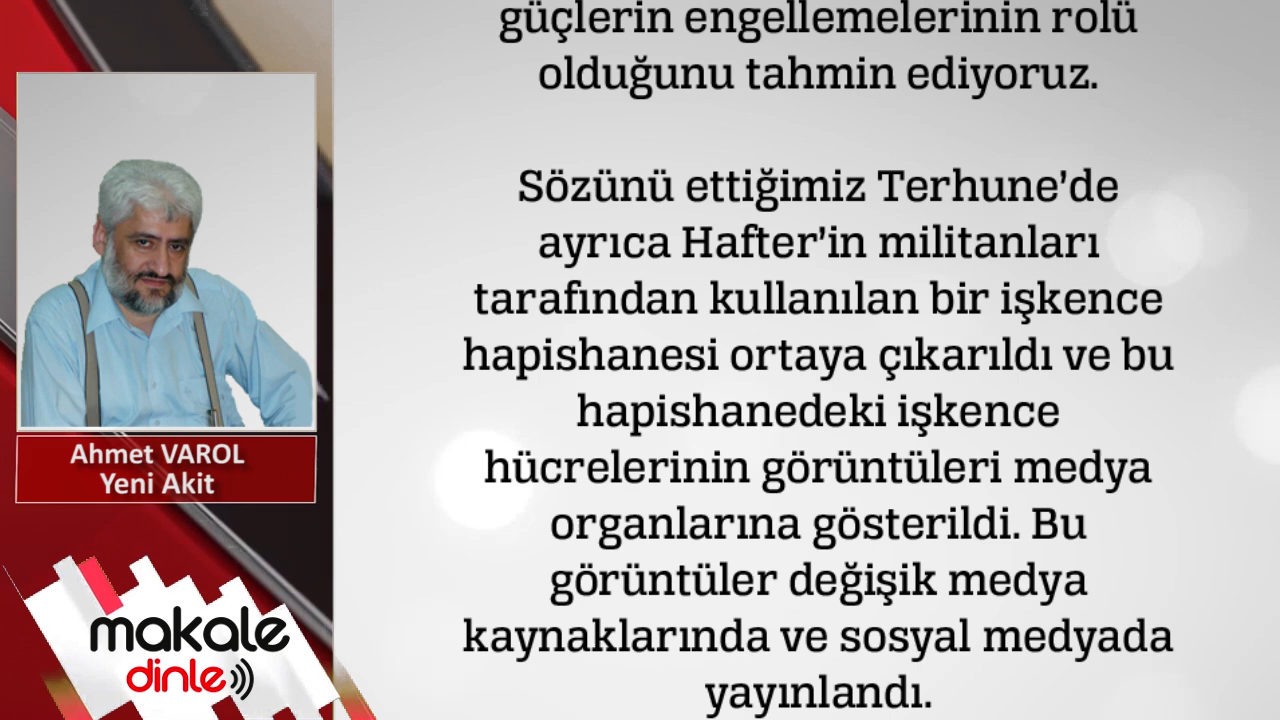 güçlerin engellemelerinin rolü
olduğunu tahmin ediyoruz.
Sözünü ettiğimiz Terhune'de
ayrıca Hafter'in militanları
tarafından kullanılan bir işkence
hapishanesi ortaya çıkarıldı ve bu
hapishanedeki işkence
hücrelerinin görüntüleri medya
organlarına gösterildi. Bu
görüntüler değişik medya
kaynaklarında ve sosyal medyada
yayınlandı.
Ahmet VAROL
Yeni Akit
makale
dinle